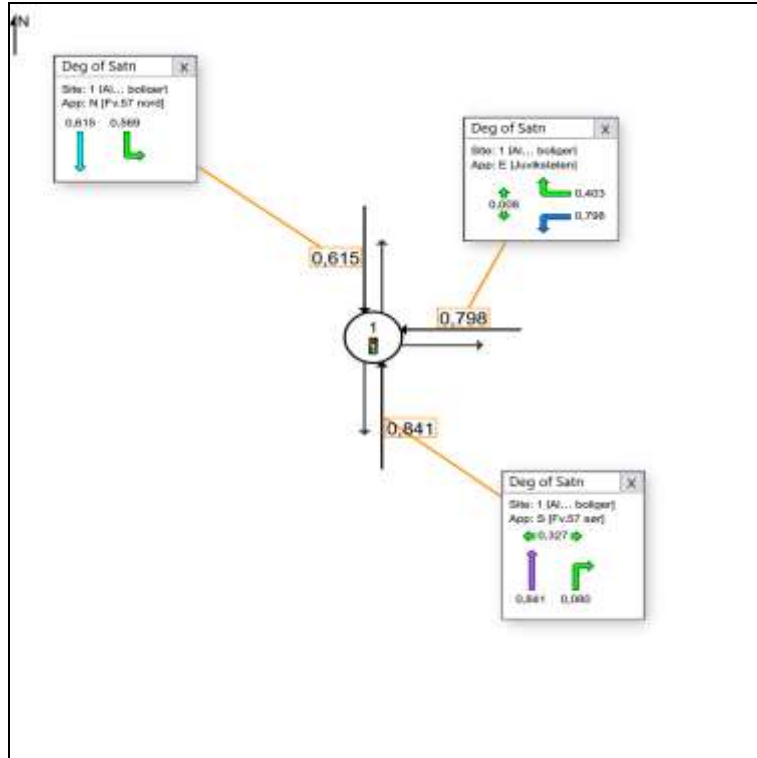 N
Deg of Satn X
Site: 1 [Al... boliger]
App: N [Fv.57 nord]
0,615 0,569
Deg of Satn X
Site: 1 [Al... boliger]
App: E
0,403
0,798
0,615
1
0,798
0,841
Deg of Satn X
Site: 1 [Al... boliger]
App: S [Fv.57 sør]
0,327
0,841